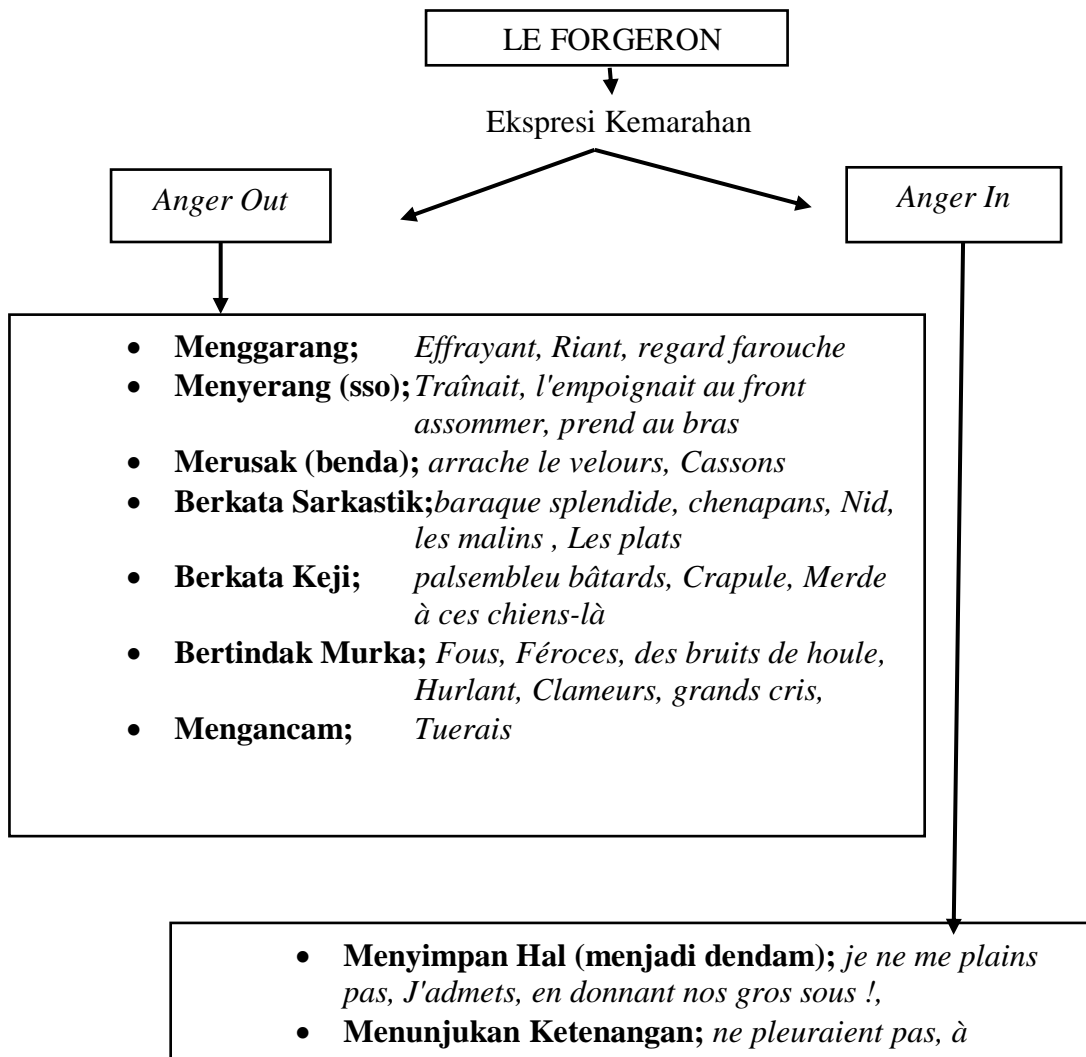 LE FORGERON
Ekspresi Kemarahan
Anger Out
Anger In
• Menggarang; Effrayant, Riant, regard farouche
• Menyerang (sso); Traînait, l'empoignait au front
assommer, prend au bras
• Merusak (benda); arrache le velours, Cassons
• Berkata Sarkastik;baraque splendide, chenapans, Nid,
les malins , Les plats
• Berkata Keji; palsembleu bâtards, Crapule, Merde
à ces chiens-là
• Bertindak Murka; Fous, Féroces, des bruits de houle,
Hurlant, Clameurs, grands cris,
• Mengancam; Tuerais
• Menyimpan Hal (menjadi dendam); je ne me plains
pas, J'admets, en donnant nos gros sous !,
• Menunjukan Ketenangan; ne pleuraient pas, à